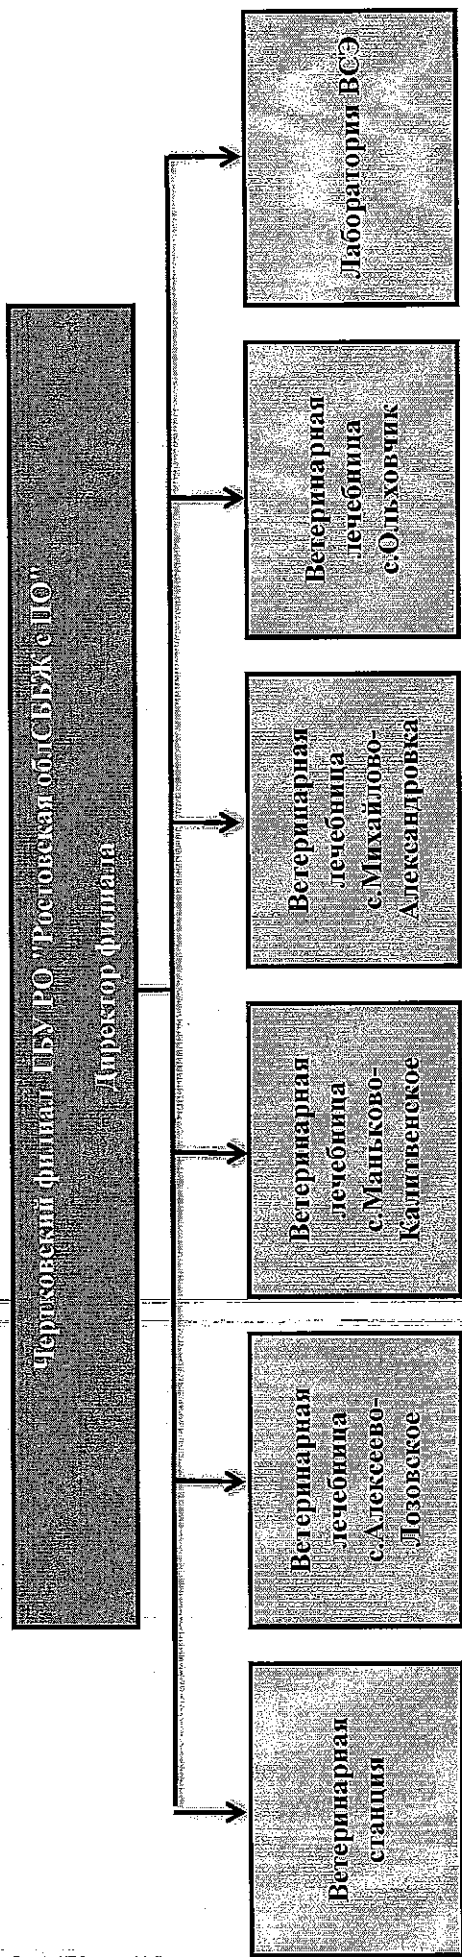 Чертковский филиал ГБУ РО "Ростовская облСББЖ с ПО"
Директор филиала
Ветеринарная
станция
Ветеринарная
лечебница
с.Алексеево-
Лозовское
Ветеринарная
лечебница
с.Маньково-
Калитвенское
Ветеринарная
лечебница
с.Михайлово-
Александровка
Ветеринарная
лечебница
с.Ольховчик
Лаборатория ВСЭ